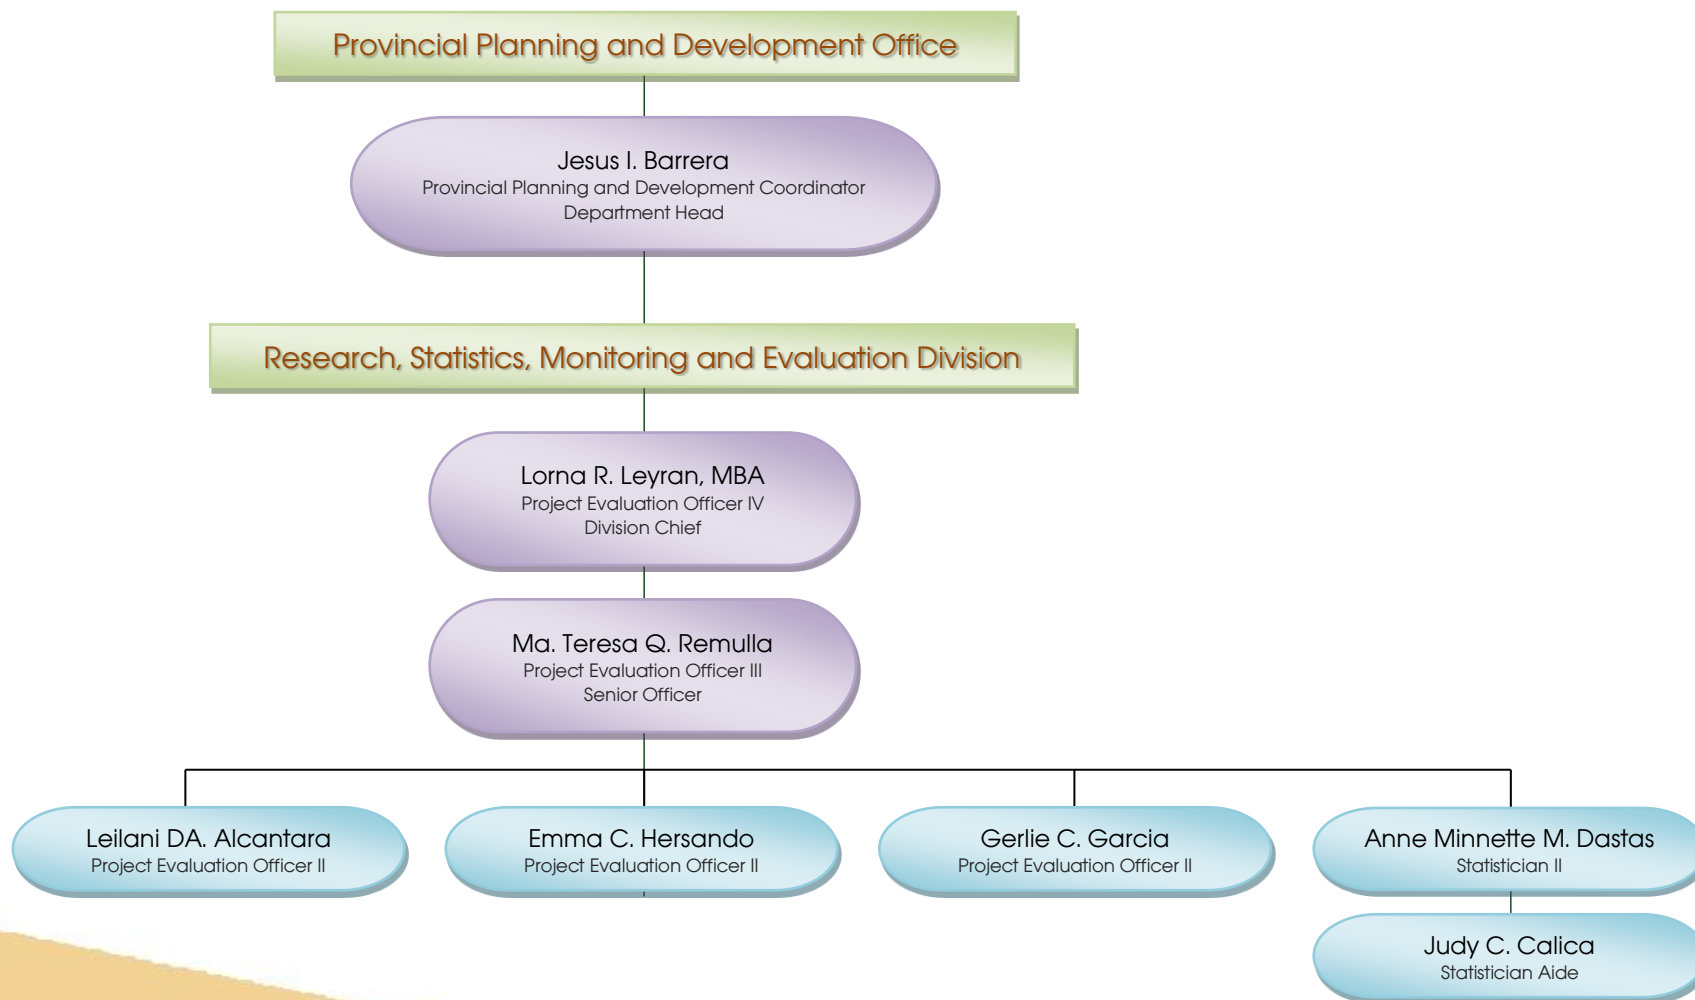 Provincial Planning and Development Office
Jesus I. Barrera
Provincial Planning and Development Coordinator
Department Head
Research, Statistics, Monitoring and Evaluation Division
Lorna R. Leyran, MBA
Project Evaluation Officer IV
Division Chief
Ma. Teresa Q. Remulla
Project Evaluation Officer III
Senior Officer
Leilani DA. Alcantara
Project Evaluation Officer II
Emma C. Hersando
Project Evaluation Officer II
Gerlie C. Garcia
Project Evaluation Officer II
Anne Minnette M. Dastas
Statistician II
Judy C. Calica
Statistician Aide